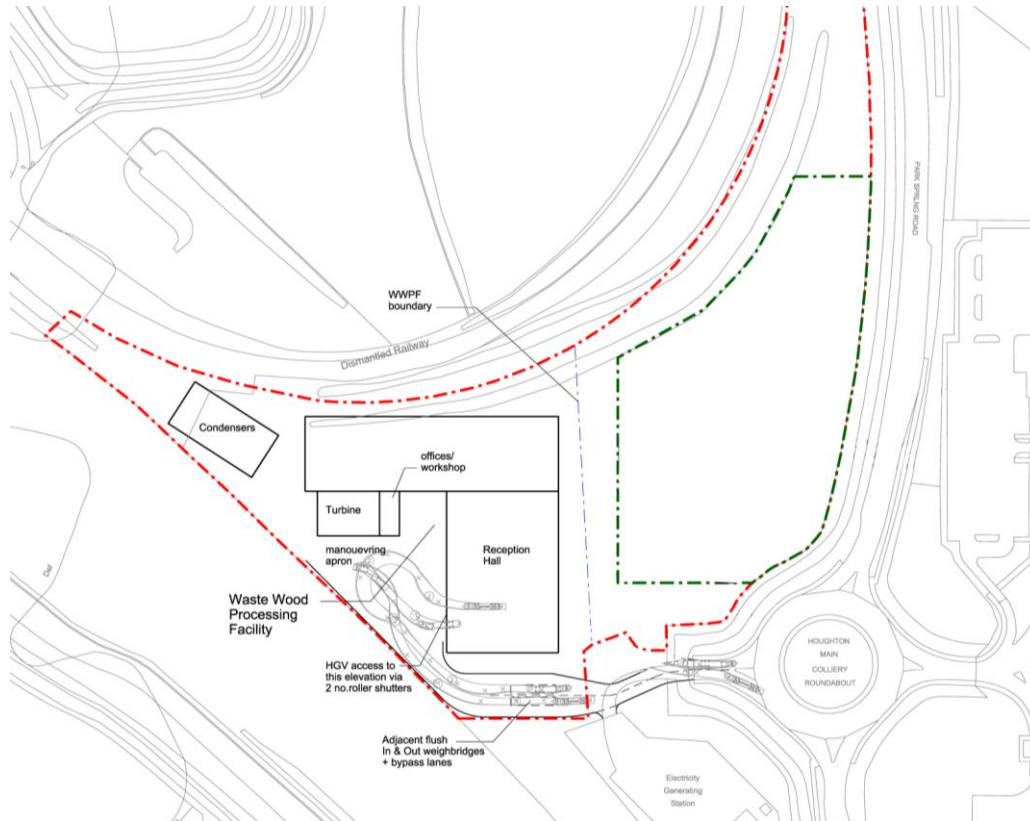 PARK SPRING ROAD
WWPF
boundary
Dismantled Railway
Condensers
offices/
workshop
Turbine
manouevring
apron
Reception
Hall
Def
Waste Wood
Processing
Facility
HOUGHTON
MAIN
COLLIERY
ROUNDABOUT
HGV access to
this elevation via
2 no.roller shutters
Adjacent flush
In & Out weighbridges
+ bypass lanes
Electricity
Generating
Station